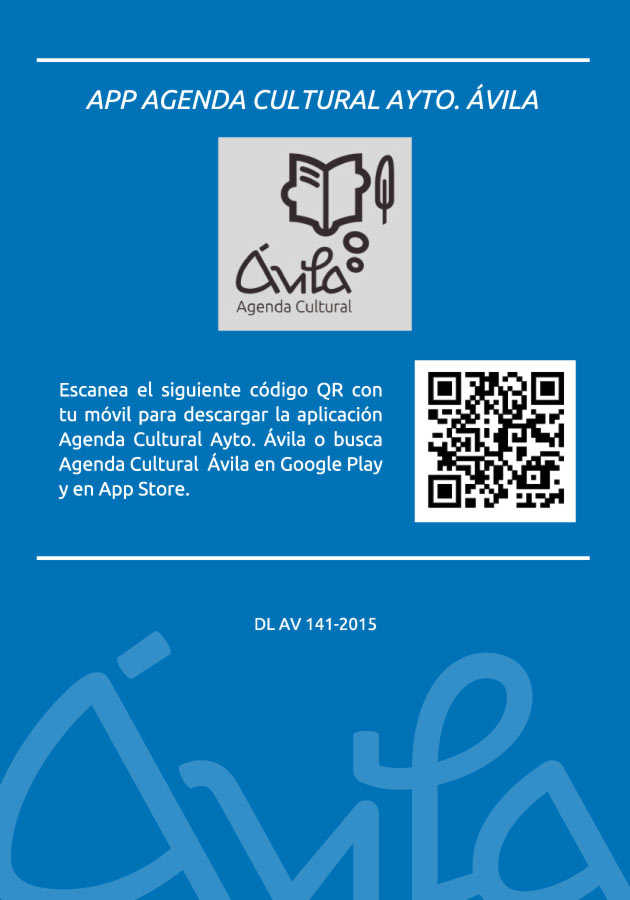 APP AGENDA CULTURAL AYTO. ÁVILA
Ávila
Agenda Cultural
Escanea el siguiente código QR con
tu móvil para descargar la aplicación
Agenda Cultural Ayto. Ávila o busca
Agenda Cultural Ávila en Google Play
y en App Store.
DL AV 141-2015
Ávila